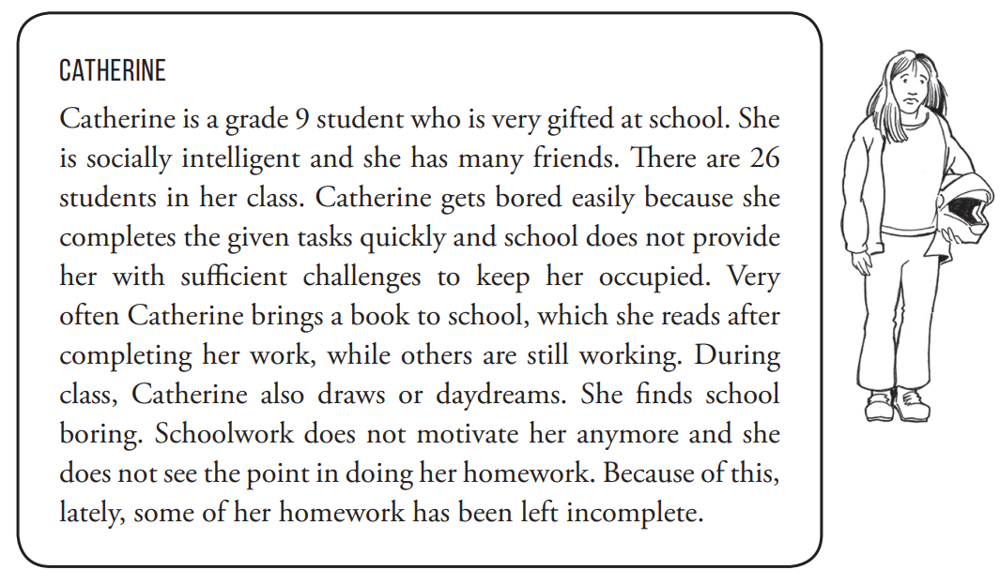 CATHERINE
Catherine is a grade 9 student who is very gifted at school. She
is socially intelligent and she has many friends. There are 26
students in her class. Catherine gets bored easily because she
completes the given tasks quickly and school does not provide
her with sufficient challenges to keep her occupied. Very
often Catherine brings a book to school, which she reads after
completing her work, while others are still working. During
class, Catherine also draws or daydreams. She finds school
boring. Schoolwork does not motivate her anymore and she
does not see the point in doing her homework. Because of this,
lately, some of her homework has been left incomplete.